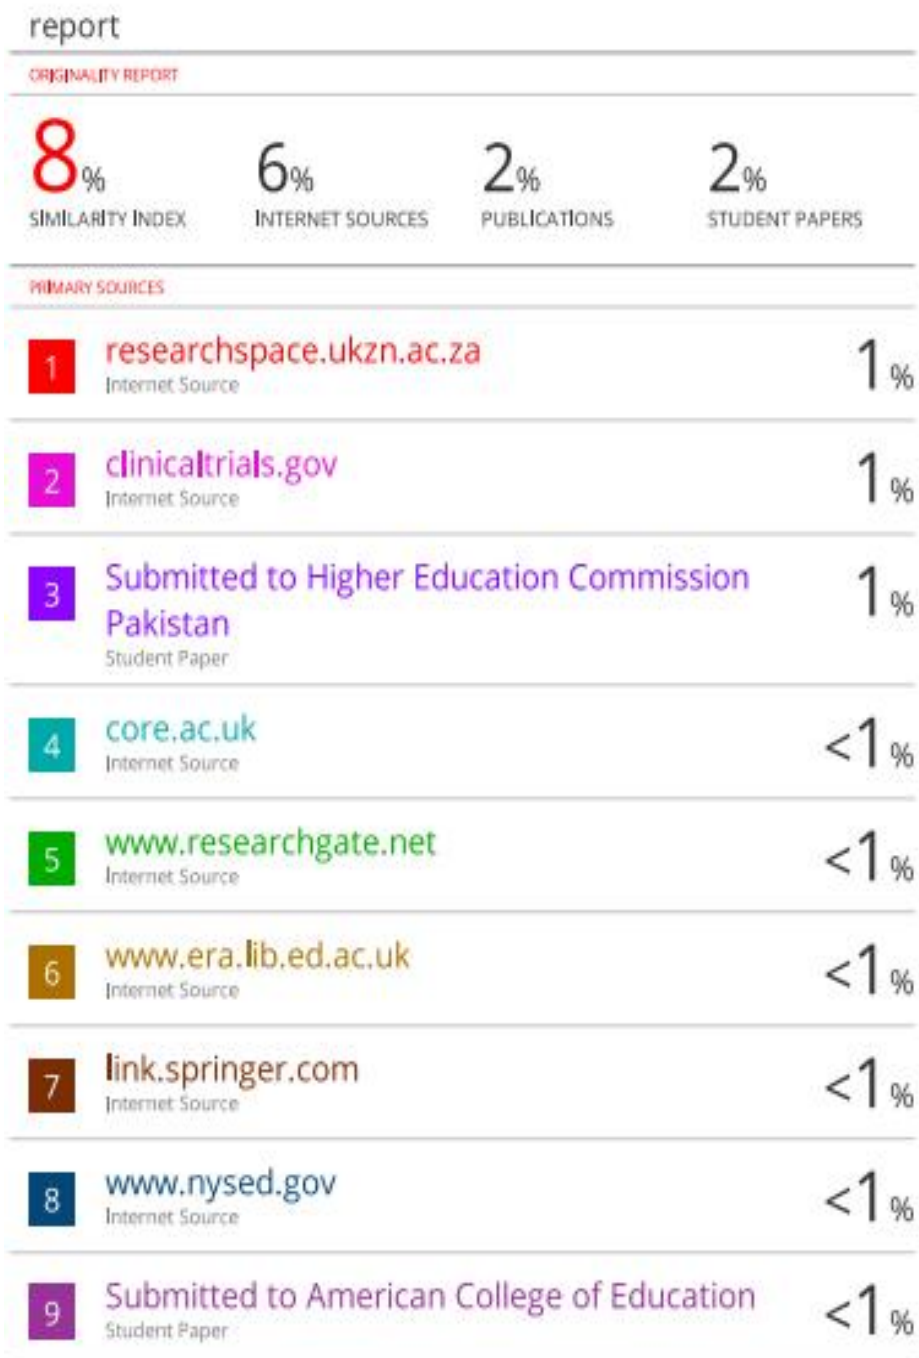 report
ORIGINALITY REPORT
8% 6% 2% 2%
SIMILARITY INDEX INTERNET SOURCES PUBLICATIONS STUDENT PAPERS
PRIMARY SOURCES
1 researchspace.ukzn.ac.za 1%
Internet Source
2 clinicaltrials.gov 1%
Internet Source
3 Submitted to Higher Education Commission 1%
Pakistan
Student Paper
4 core.ac.uk <1%
Internet Source
5 www.researchgate.net <1%
Internet Source
6 www.era.lib.ed.ac.uk <1%
Internet Source
7 link.springer.com <1%
Internet Source
8 www.nysed.gov <1%
Internet Source
9 Submitted to American College of Education <1%
Student Paper